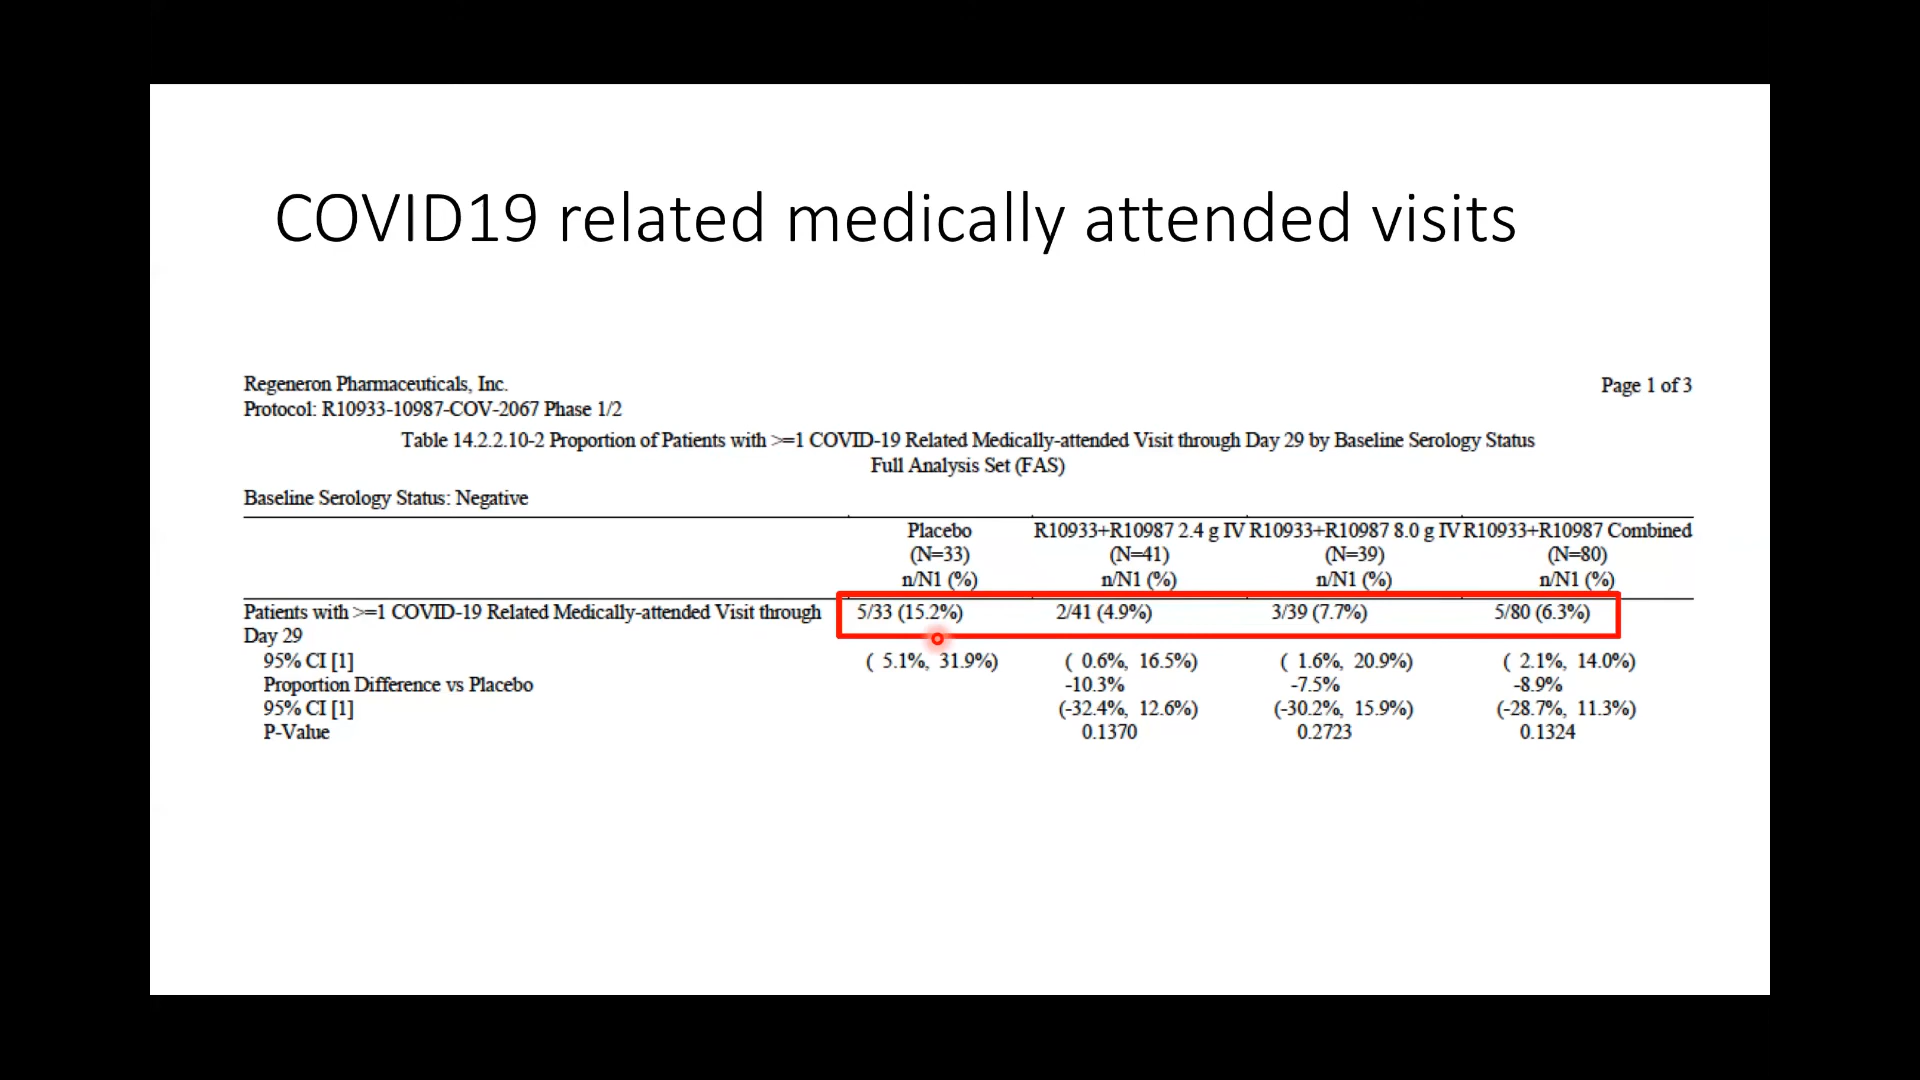 COVID19 related medically attended visits
Regeneron Pharmaceuticals, Inc.
Page 1 of 3
Protocol: R10933-10987-COV-2067 Phase 1/2
Table 14.2.2.10-2 Proportion of Patients with >=1 COVID-19 Related Medically-attended Visit through Day 29 by Baseline Serology Status
Full Analysis Set (FAS)
Baseline Serology Status: Negative
Placebo R10933+R10987 2.4 g IV R10933+R10987 8.0 g IV R10933+R10987 Combined
(N=33) (N=41) (N=39) (N=80)
n/N1 (%) n/N1 (%) n/N1 (%) n/N1 (%)
Patients with >=1 COVID-19 Related Medically-attended Visit through 5/33 (15.2%) 2/41 (4.9%) 3/39 (7.7%) 5/80 (6.3%)
Day 29
95% CI [1] ( 5.1%, 31.9%) ( 0.6%, 16.5%) ( 1.6%, 20.9%) ( 2.1%, 14.0%)
Proportion Difference vs Placebo -10.3% -7.5% -8.9%
95% CI [1] (-32.4%, 12.6%) (-30.2%, 15.9%) (-28.7%, 11.3%)
P-Value 0.1370 0.2723 0.1324